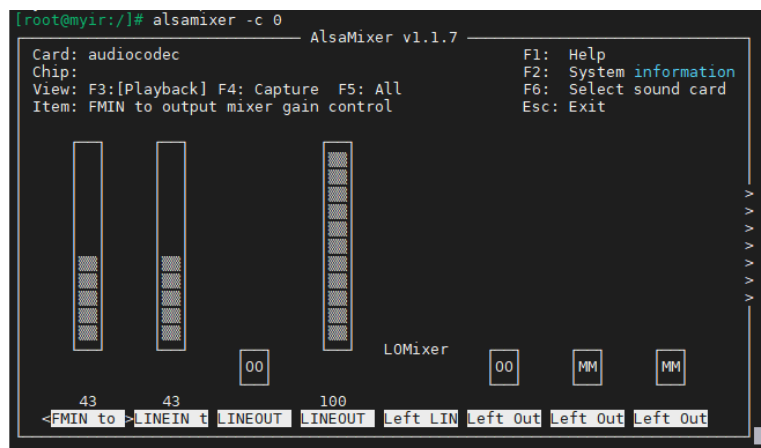 [root@myir:/]# alsamixer -c 0
AlsaMixer v1.1.7
Card: audiocodec F1: Help
Chip: F2: System information
View: F3:[Playback] F4: Capture F5: All F6: Select sound card
Item: FMIN to output mixer gain control Esc: Exit
>
>
>
>
>
>
>
LOMixer
OO OO MM MM
43 43 100
<FMIN to >LINEIN t LINEOUT LINEOUT Left LIN Left Out Left Out Left Out